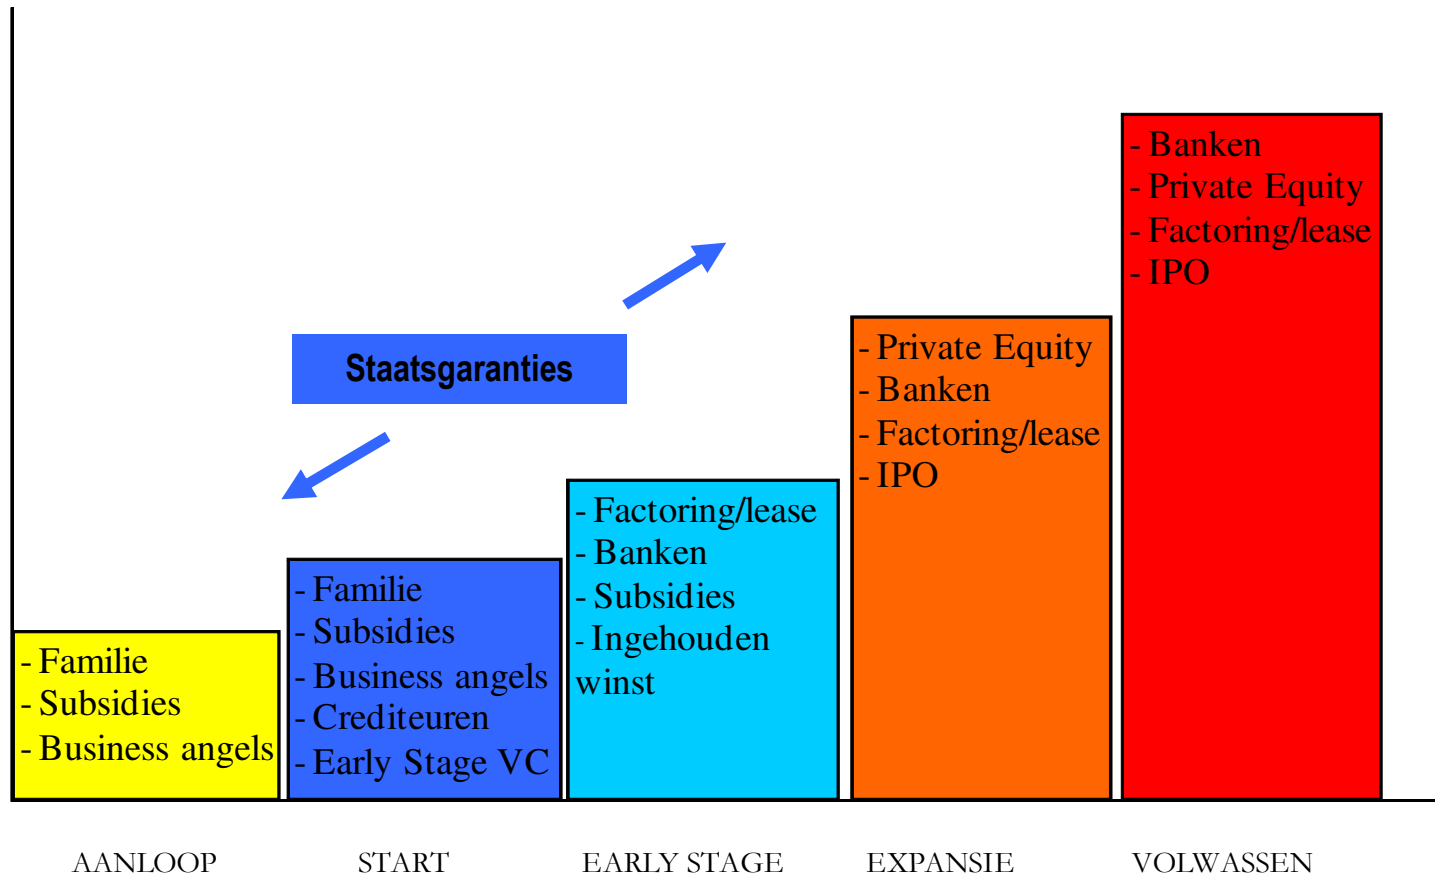 Staatsgaranties
- Familie
- Subsidies
- Business angels
- Familie
- Subsidies
- Business angels
- Crediteuren
- Early Stage VC
- Factoring/lease
- Banken
- Subsidies
- Ingehouden
winst
- Private Equity
- Banken
- Factoring/lease
- IPO
- Banken
- Private Equity
- Factoring/lease
- IPO
AANLOOP
START
EARLY STAGE
EXPANSIE
VOLWASSEN